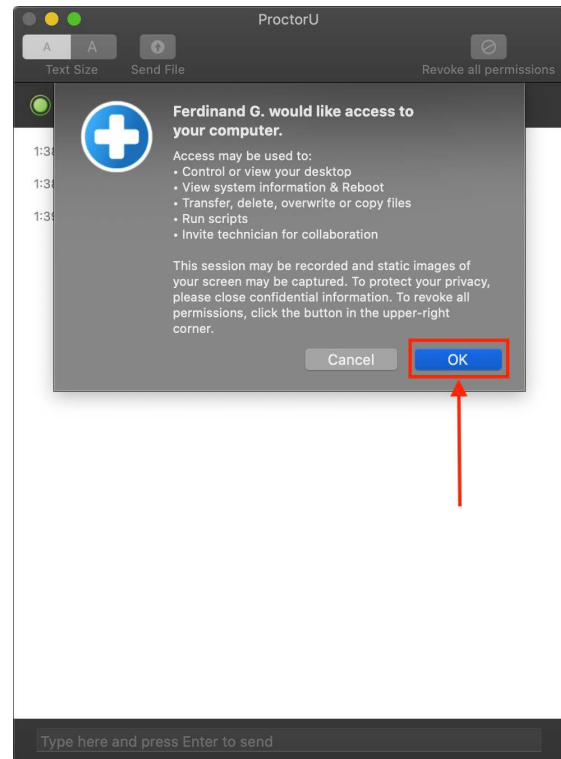 ProctorU
A A
Text Size Send File Revoke all permissions
Ferdinand G. would like access to
your computer.
Access may be used to:
• Control or view your desktop
• View system information & Reboot
• Transfer, delete, overwrite or copy files
• Run scripts
• Invite technician for collaboration
This session may be recorded and static images of
your screen may be captured. To protect your privacy,
please close confidential information. To revoke all
permissions, click the button in the upper-right
corner.
Cancel OK
Type here and press Enter to send